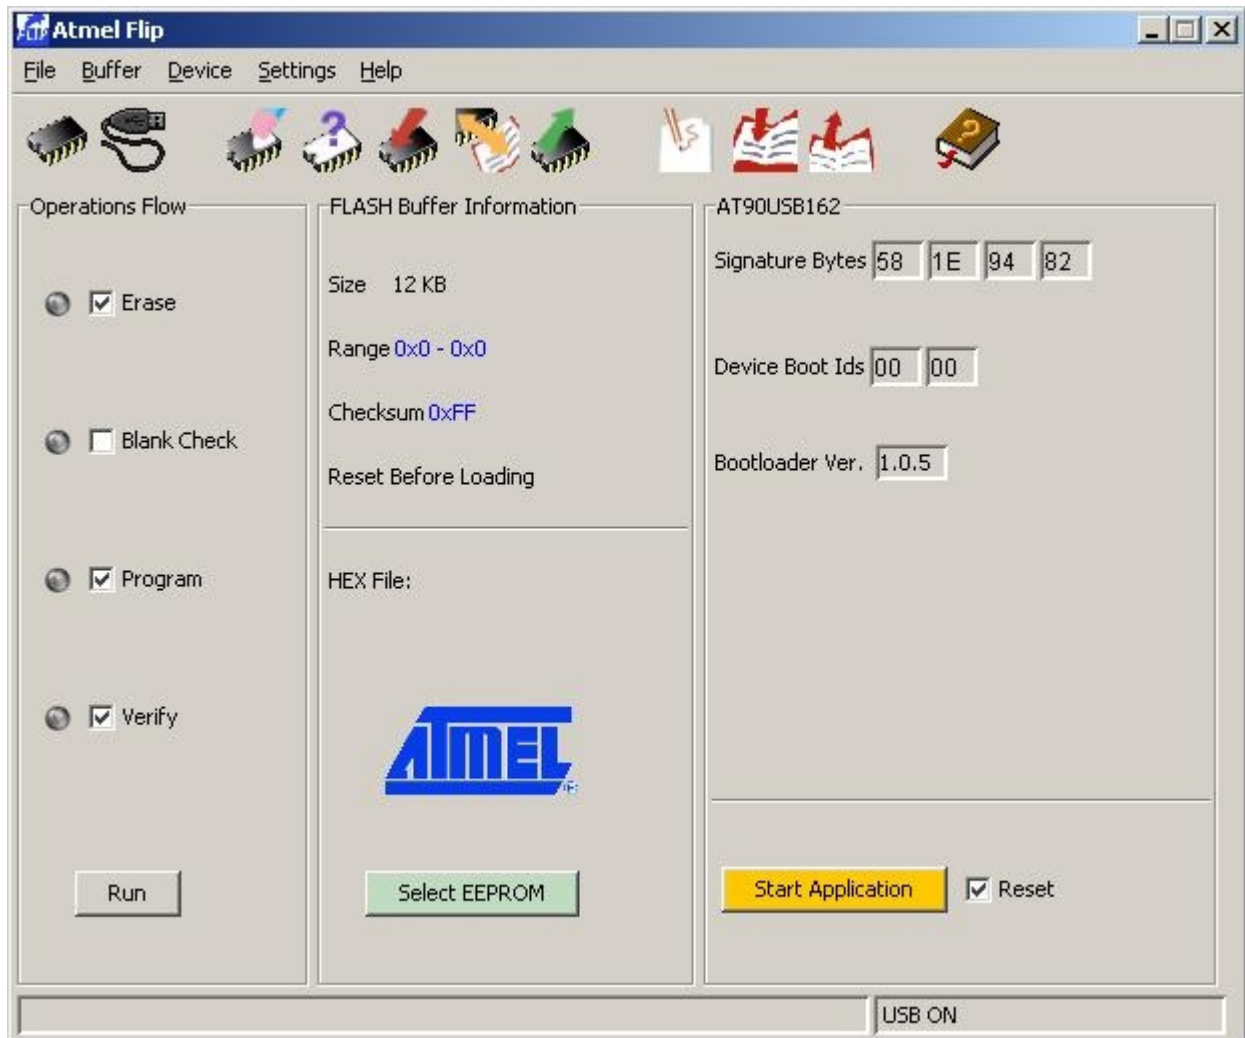 Atmel Flip
File Buffer Device Settings Help
Operations Flow
Erase
Blank Check
Program
Verify
Run
FLASH Buffer Information
Size 12 KB
Range 0x0 - 0x0
Checksum 0xFF
Reset Before Loading
HEX File:
ATMEL
Select EEPROM
AT90USB162
Signature Bytes 58 1E 94 82
Device Boot Ids 00 00
Bootloader Ver. 1.0.5
Start Application Reset
USB ON